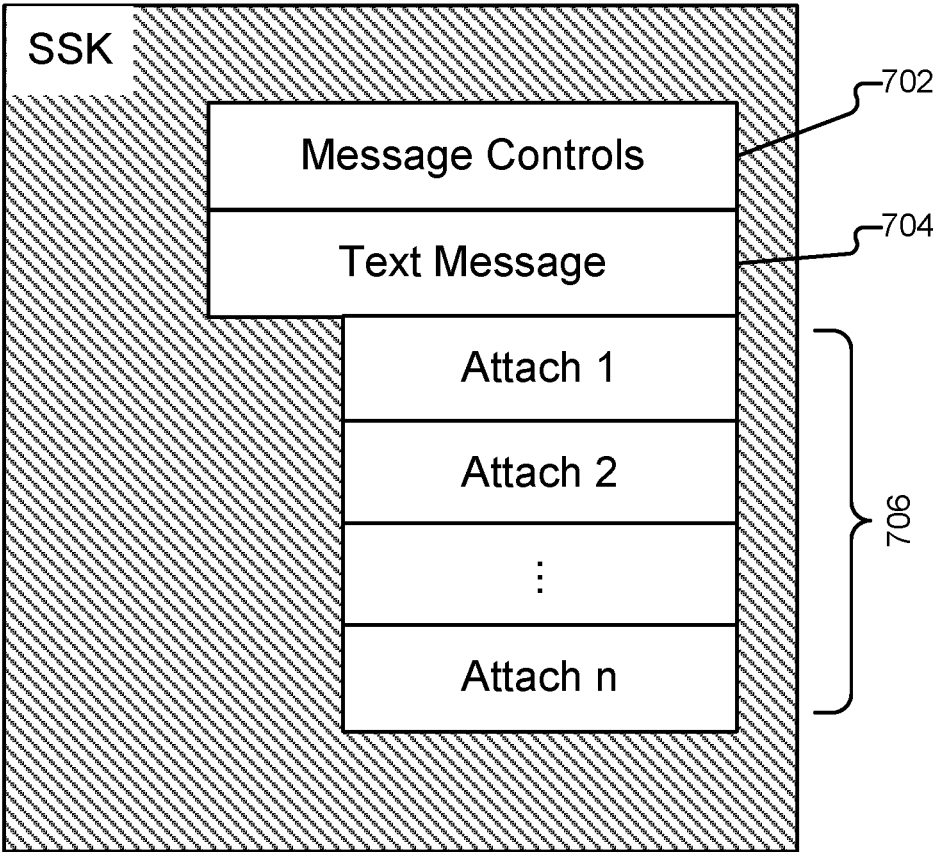 SSK
702
Message Controls
704
Text Message
Attach 1
Attach 2
⋮
706
Attach n